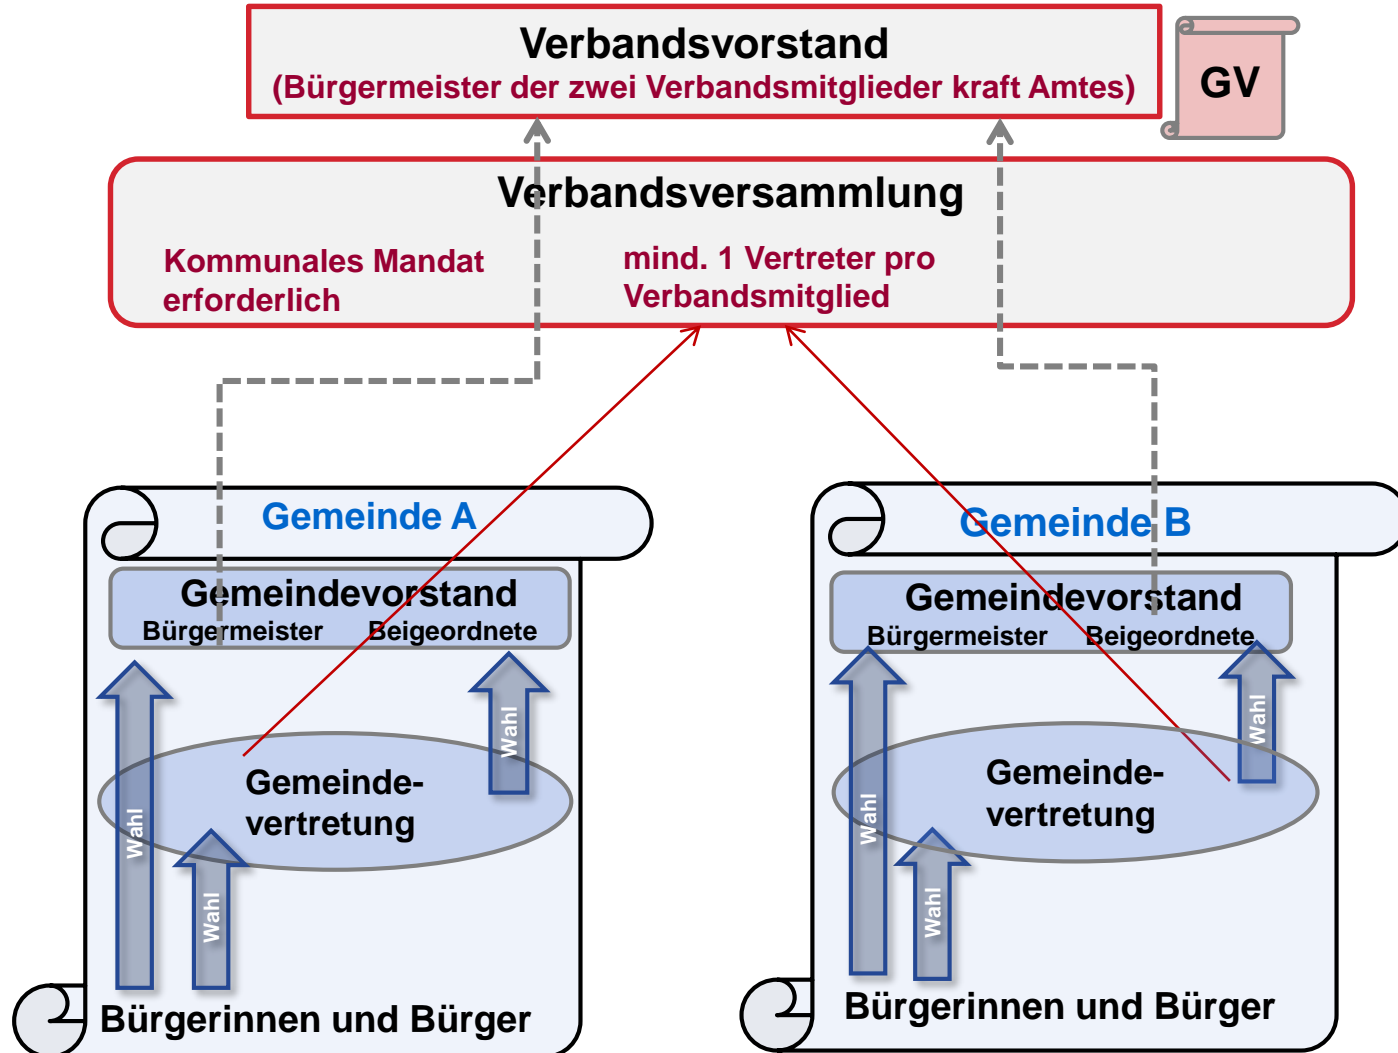 Verbandsvorstand
(Bürgermeister der zwei Verbandsmitglieder kraft Amtes)
GV
Verbandsversammlung
Kommunales Mandat
erforderlich
mind. 1 Vertreter pro
Verbandsmitglied
Gemeinde A
Gemeindevorstand
Bürgermeister Beigeordnete
Wahl
Gemeinde-
vertretung
Wahl
Wahl
Bürgerinnen und Bürger
Gemeinde B
Gemeindevorstand
Bürgermeister Beigeordnete
Wahl
Gemeinde-
vertretung
Wahl
Wahl
Bürgerinnen und Bürger